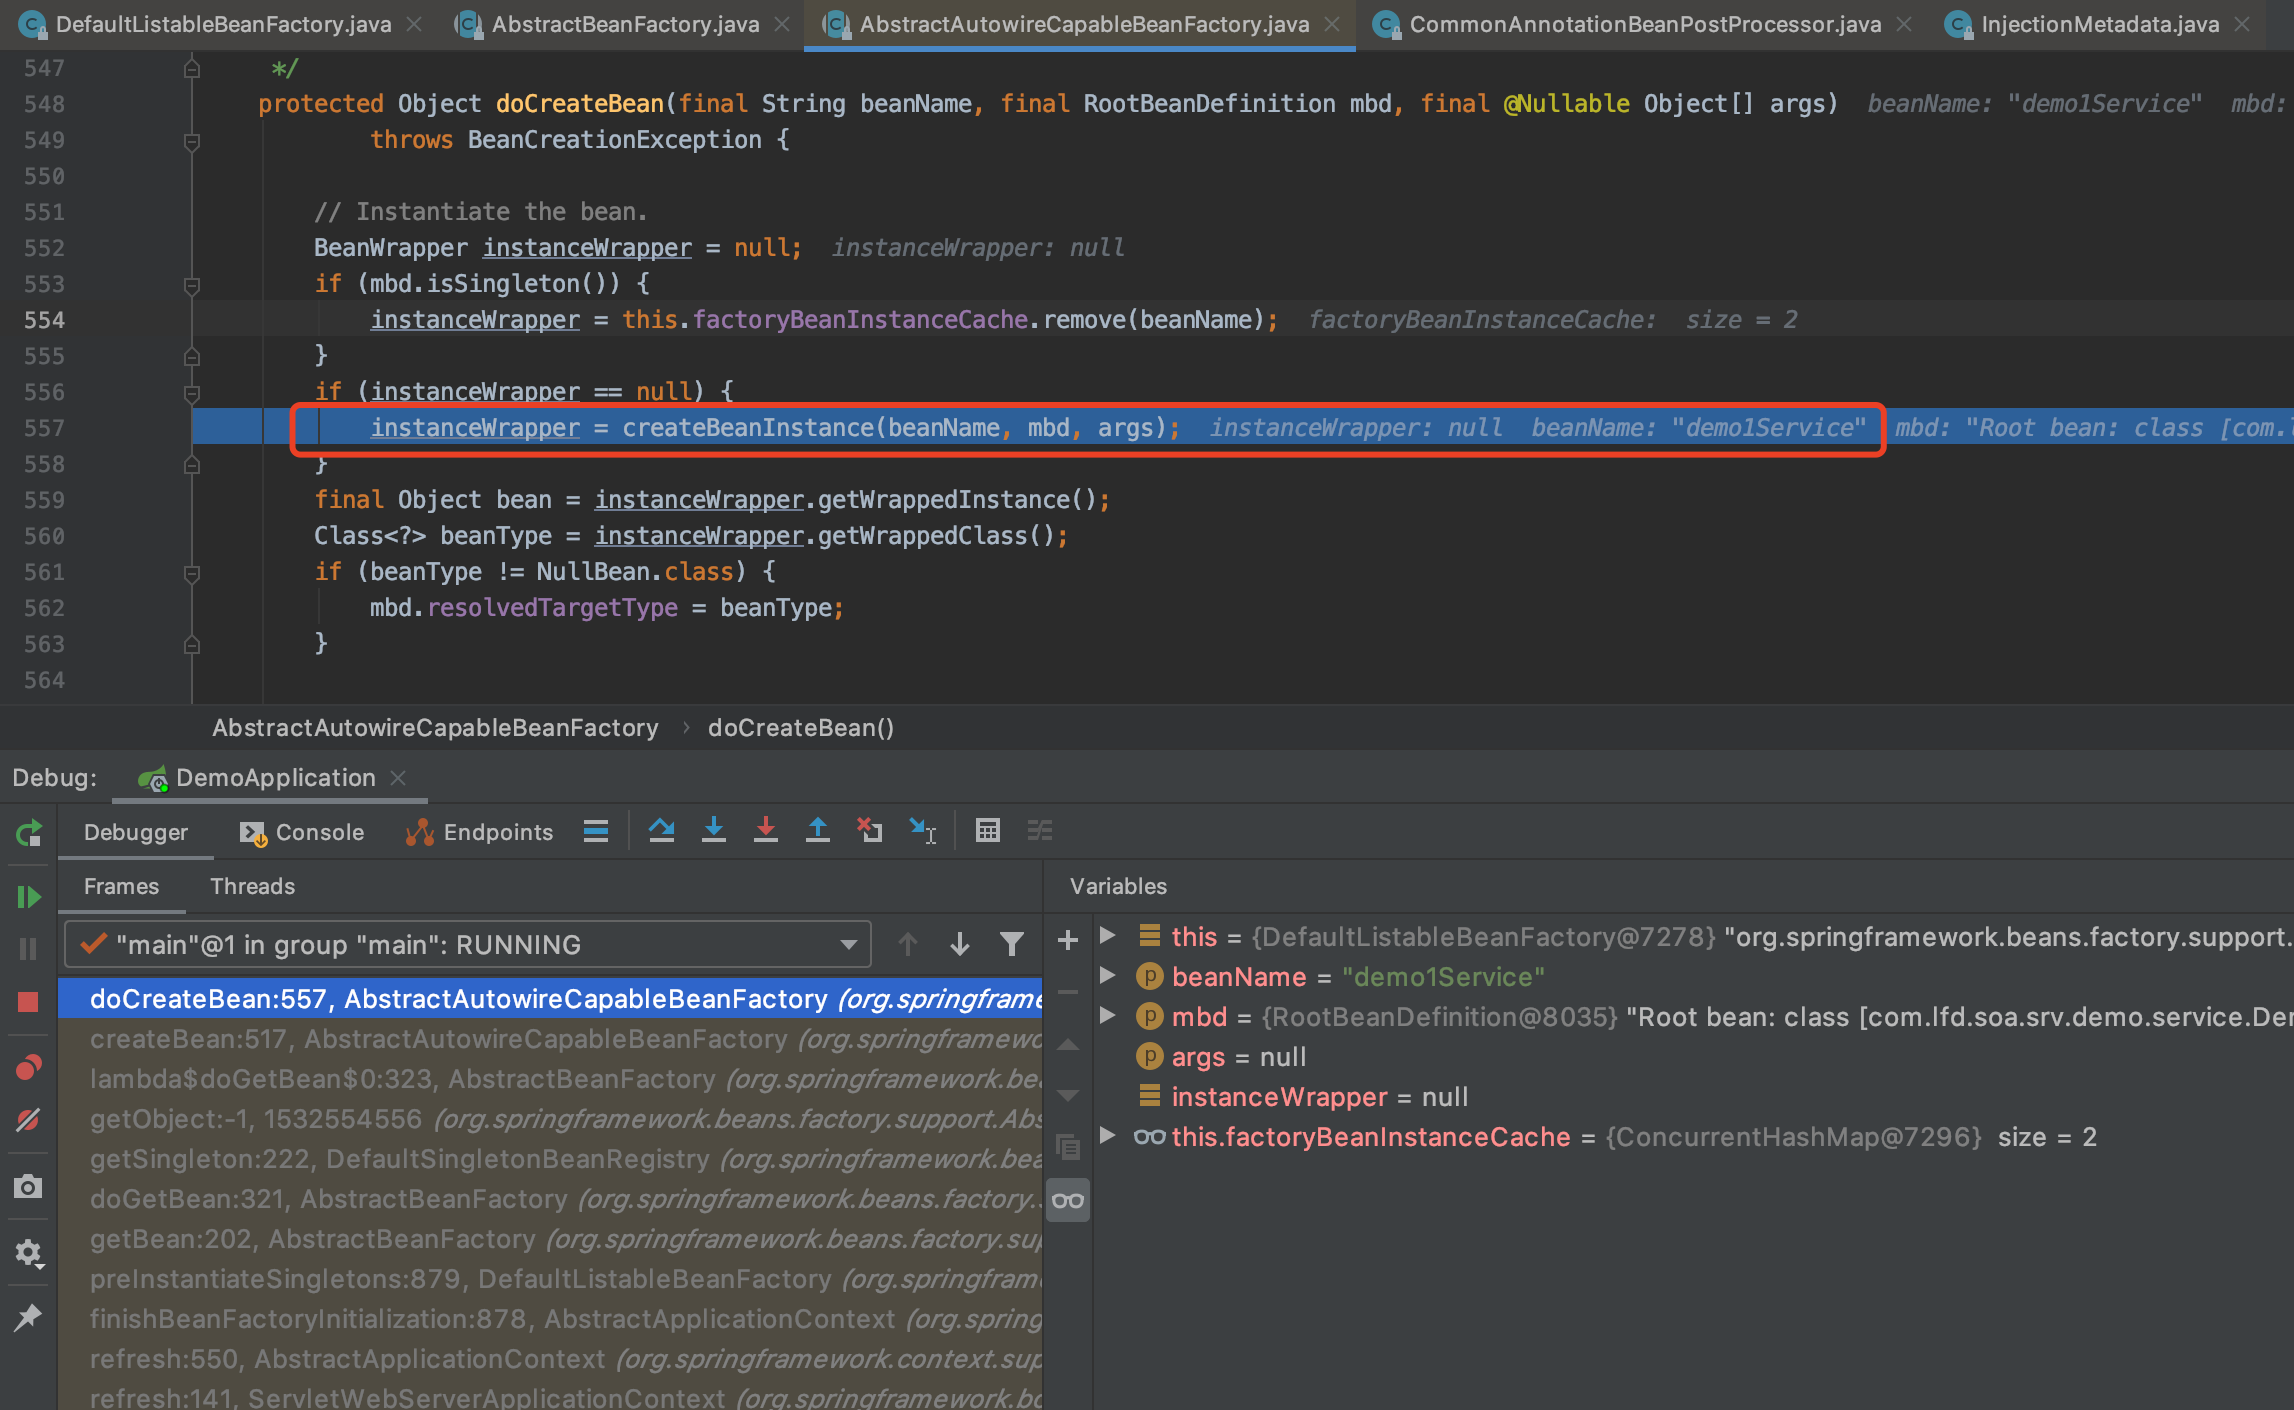 DefaultListableBeanFactory.java AbstractBeanFactory.java AbstractAutowireCapableBeanFactory.java CommonAnnotationBeanPostProcessor.java InjectionMetadata.java
547 */
548 protected Object doCreateBean(final String beanName, final RootBeanDefinition mbd, final @Nullable Object[] args) beanName: "demo1Service" mbd:
549 throws BeanCreationException {
550
551 // Instantiate the bean.
552 BeanWrapper instanceWrapper = null; instanceWrapper: null
553 if (mbd.isSingleton()) {
554 instanceWrapper = this.factoryBeanInstanceCache.remove(beanName); factoryBeanInstanceCache: size = 2
555 }
556 if (instanceWrapper == null) {
557 instanceWrapper = createBeanInstance(beanName, mbd, args); instanceWrapper: null beanName: "demo1Service" mbd: "Root bean: class [com.l
558 }
559 final Object bean = instanceWrapper.getWrappedInstance();
560 Class<?> beanType = instanceWrapper.getWrappedClass();
561 if (beanType != NullBean.class) {
562 mbd.resolvedTargetType = beanType;
563 }
564
AbstractAutowireCapableBeanFactory › doCreateBean()
Debug: DemoApplication
Debugger Console Endpoints
Frames Threads
"main"@1 in group "main": RUNNING
doCreateBean:557, AbstractAutowireCapableBeanFactory (org.springframe
createBean:517, AbstractAutowireCapableBeanFactory (org.springframewo
lambda$doGetBean$0:323, AbstractBeanFactory (org.springframework.bea
getObject:-1, 1532554556 (org.springframework.beans.factory.support.Abs
getSingleton:222, DefaultSingletonBeanRegistry (org.springframework.bea
doGetBean:321, AbstractBeanFactory (org.springframework.beans.factory.s
getBean:202, AbstractBeanFactory (org.springframework.beans.factory.sup
preInstantiateSingletons:879, DefaultListableBeanFactory (org.springfram
finishBeanFactoryInitialization:878, AbstractApplicationContext (org.spring
refresh:550, AbstractApplicationContext (org.springframework.context.sup
refresh:141, ServletWebServerApplicationContext (org.springframework.bo
Variables
this = {DefaultListableBeanFactory@7278} "org.springframework.beans.factory.support.
beanName = "demo1Service"
mbd = {RootBeanDefinition@8035} "Root bean: class [com.lfd.soa.srv.demo.service.Der
args = null
instanceWrapper = null
this.factoryBeanInstanceCache = {ConcurrentHashMap@7296} size = 2